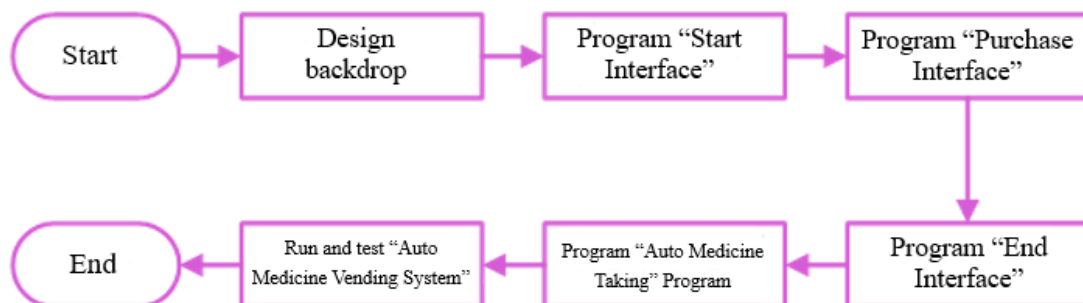 Start
Design
backdrop
Program “Start
Interface”
Program “Purchase
Interface”
Program “End
Interface”
Program “Auto Medicine
Taking” Program
Run and test “Auto
Medicine Vending System”
End